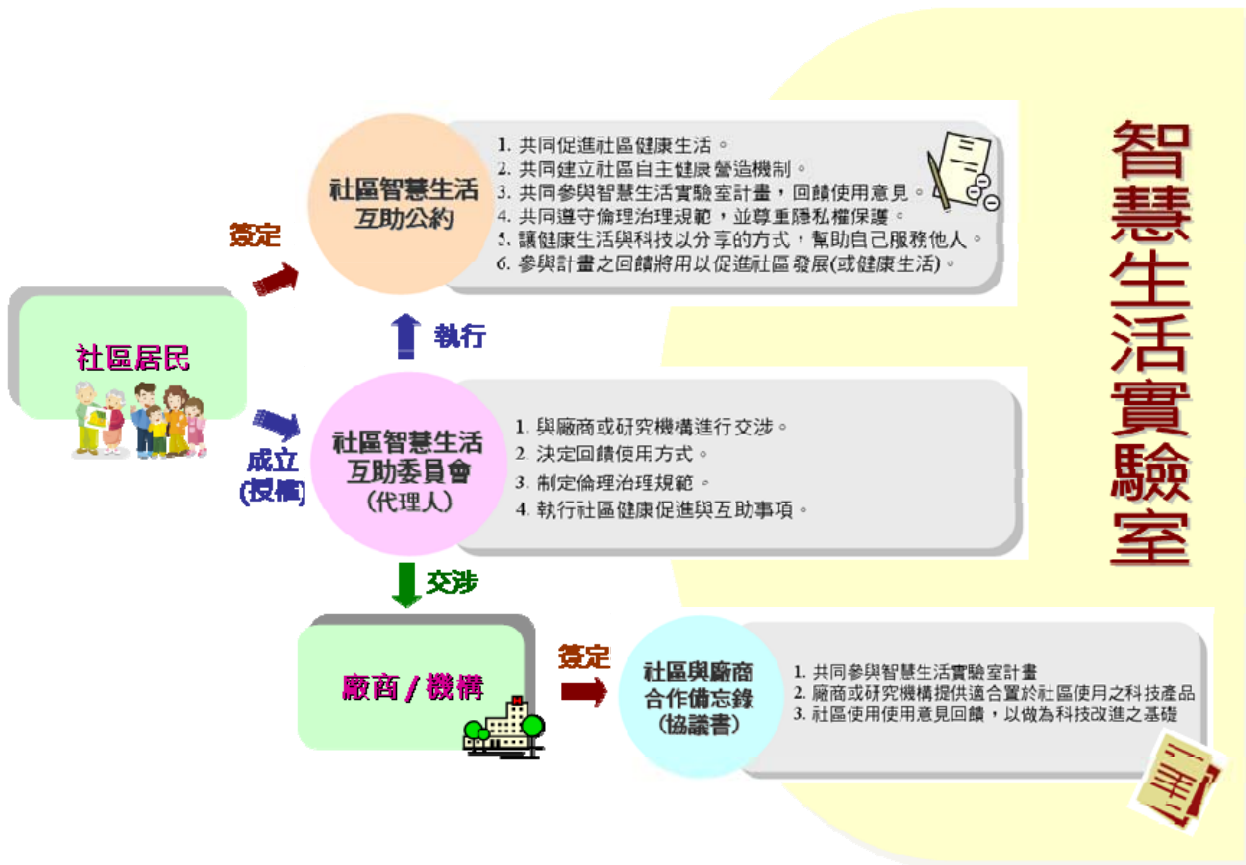 智慧生活實驗室
社區智慧生活
互助公約
1. 共同促進社區健康生活。
2. 共同建立社區自主健康營造機制。
3. 共同參與智慧生活實驗室計畫，回饋使用意見。
4. 共同遵守倫理治理規範，並尊重隱私權保護。
5. 讓健康生活與科技以分享的方式，幫助自己服務他人。
6. 參與計畫之回饋將用以促進社區發展(或健康生活)。
簽定
社區居民
執行
成立
(授權)
社區智慧生活
互助委員會
(代理人)
1. 與廠商或研究機構進行交涉。
2. 決定回饋使用方式。
3. 制定倫理治理規範。
4. 執行社區健康促進與互助事項。
交涉
廠商/機構
簽定
社區與廠商
合作備忘錄
(協議書)
1. 共同參與智慧生活實驗室計畫
2. 廠商或研究機構提供適合置於社區使用之科技產品
3. 社區使用使用意見回饋，以做為科技改進之基礎